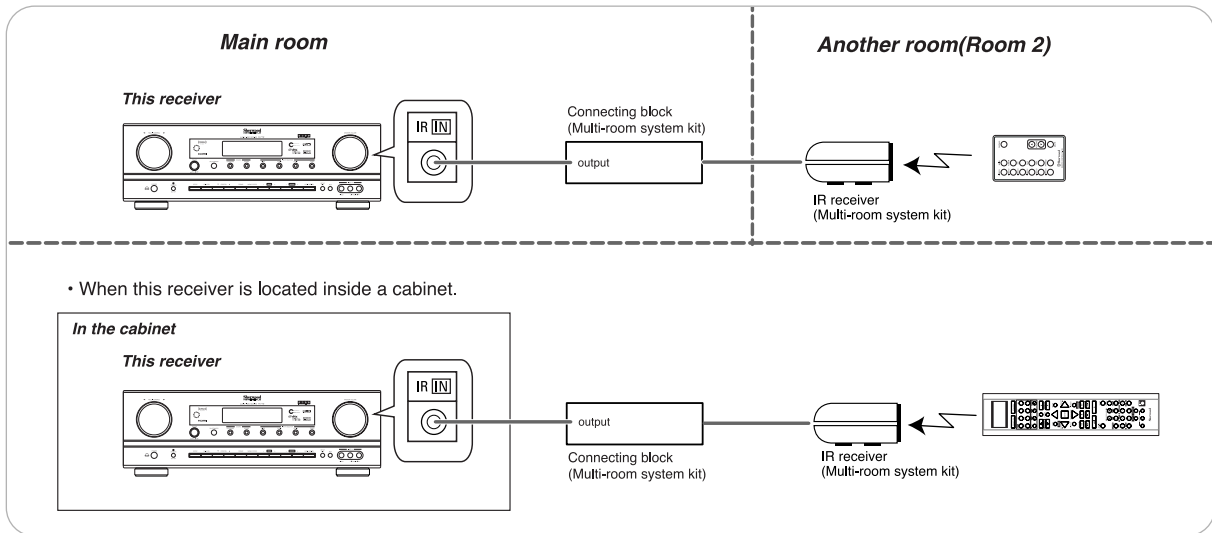 Main room
Another room(Room 2)
This receiver
IR IN
Connecting block
(Multi-room system kit)
output
IR receiver
(Multi-room system kit)
• When this receiver is located inside a cabinet.
In the cabinet
This receiver
IR IN
output
Connecting block
(Multi-room system kit)
IR receiver
(Multi-room system kit)